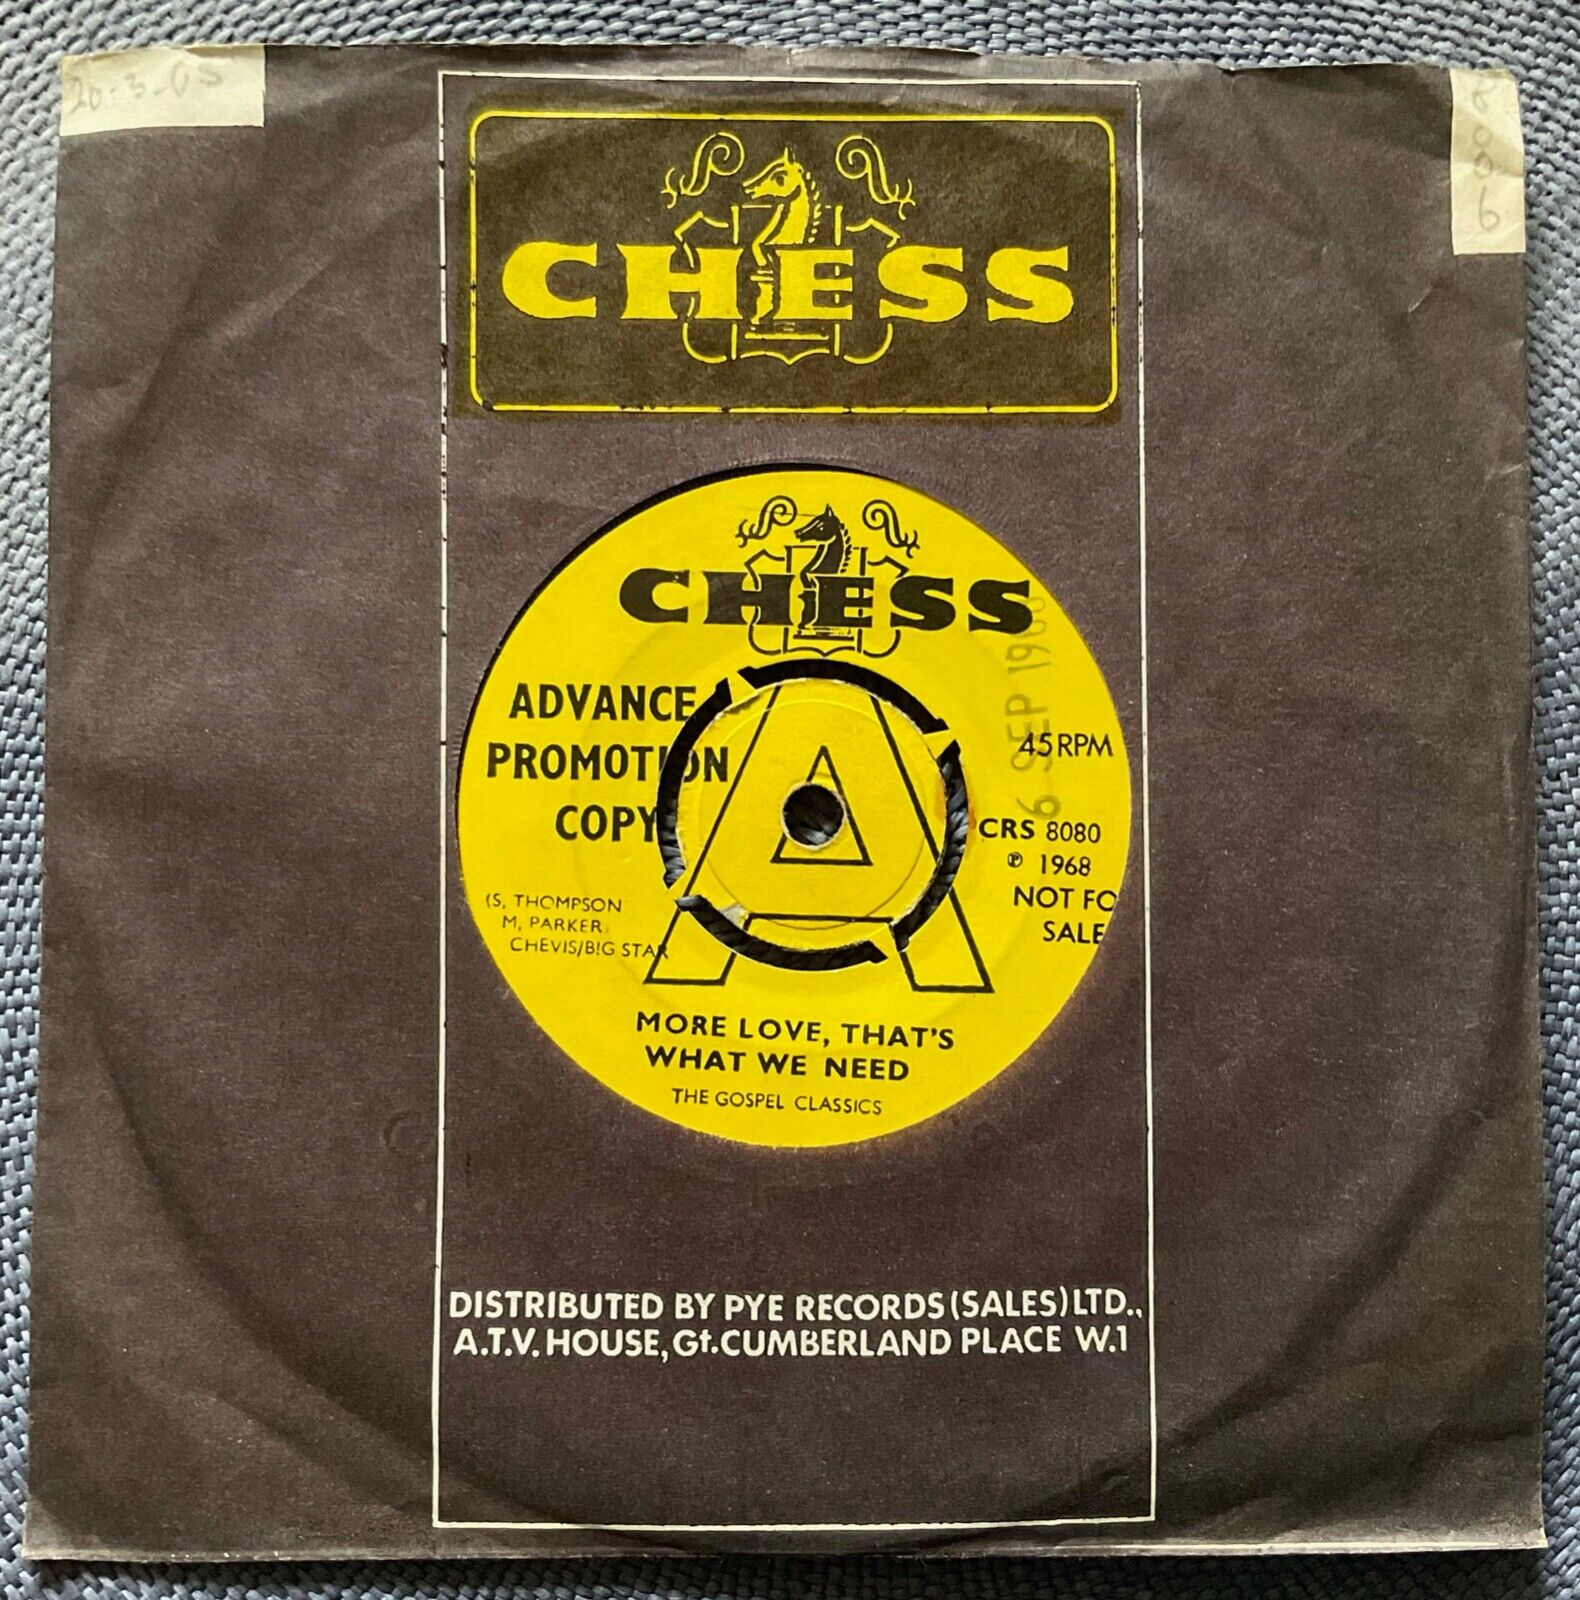 20-3-05
8006
CHESS
CHESS
ADVANCE
PROMOTION
COPY
6 SEP 1968
45 RPM
CRS 8080
℗ 1968
NOT FO
SALE
(S, THOMPSON
M, PARKER)
CHEVIS/BIG STAR
A
MORE LOVE, THAT'S
WHAT WE NEED
THE GOSPEL CLASSICS
DISTRIBUTED BY PYE RECORDS (SALES) LTD.,
A.T.V. HOUSE, Gt. CUMBERLAND PLACE W.1